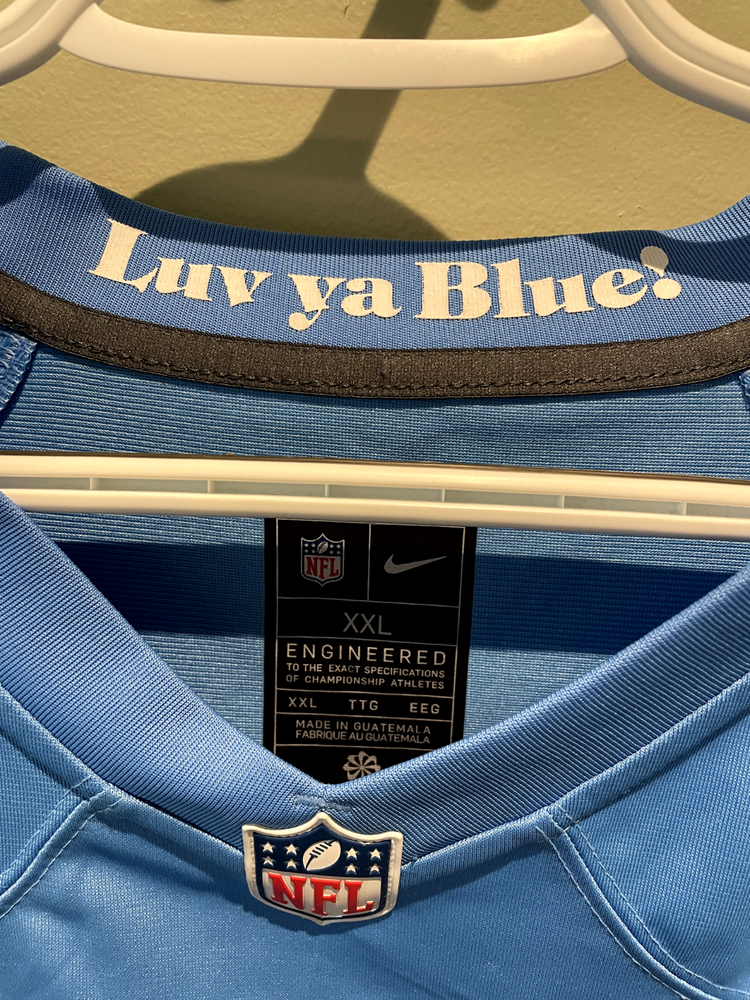 Luv ya Blue!
NFL
XXL
ENGINEERED
TO THE EXACT SPECIFICATIONS
OF CHAMPIONSHIP ATHLETES
XXL TTG EEG
MADE IN GUATEMALA
FABRIQUE AU GUATEMALA
NFL